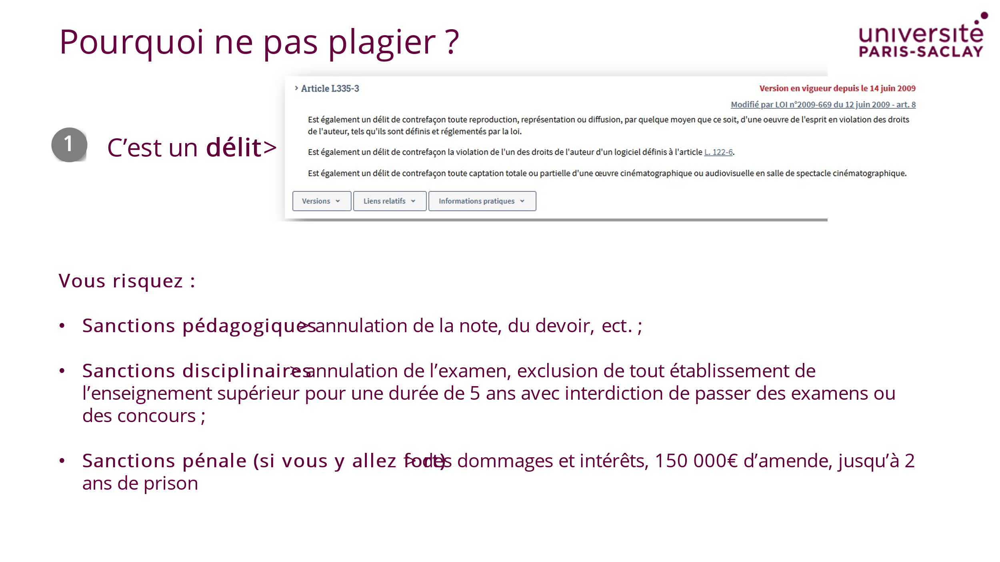 Pourquoi ne pas plagier ?
universite
PARIS-SACLAY
> Article L335-3
Version en vigueur depuis le 14 juin 2009
Modifié par LOI n°2009-669 du 12 juin 2009 - art. 8
Est également un délit de contrefaçon toute reproduction, représentation ou diffusion, par quelque moyen que ce soit, d'une oeuvre de l'esprit en violation des droits
de l'auteur, tels qu'ils sont définis et réglementés par la loi.
1
C’est un délit>
Est également un délit de contrefaçon la violation de l'un des droits de l'auteur d'un logiciel définis à l'article L. 122-6.
Est également un délit de contrefaçon toute captation totale ou partielle d'une œuvre cinématographique ou audiovisuelle en salle de spectacle cinématographique.
Versions
Liens relatifs
Informations pratiques
Vous risquez :
• Sanctions pédagogiques > annulation de la note, du devoir, ect. ;
• Sanctions disciplinaires > annulation de l’examen, exclusion de tout établissement de
l’enseignement supérieur pour une durée de 5 ans avec interdiction de passer des examens ou
des concours ;
• Sanctions pénale (si vous y allez fort) > des dommages et intérêts, 150 000€ d’amende, jusqu’à 2
ans de prison